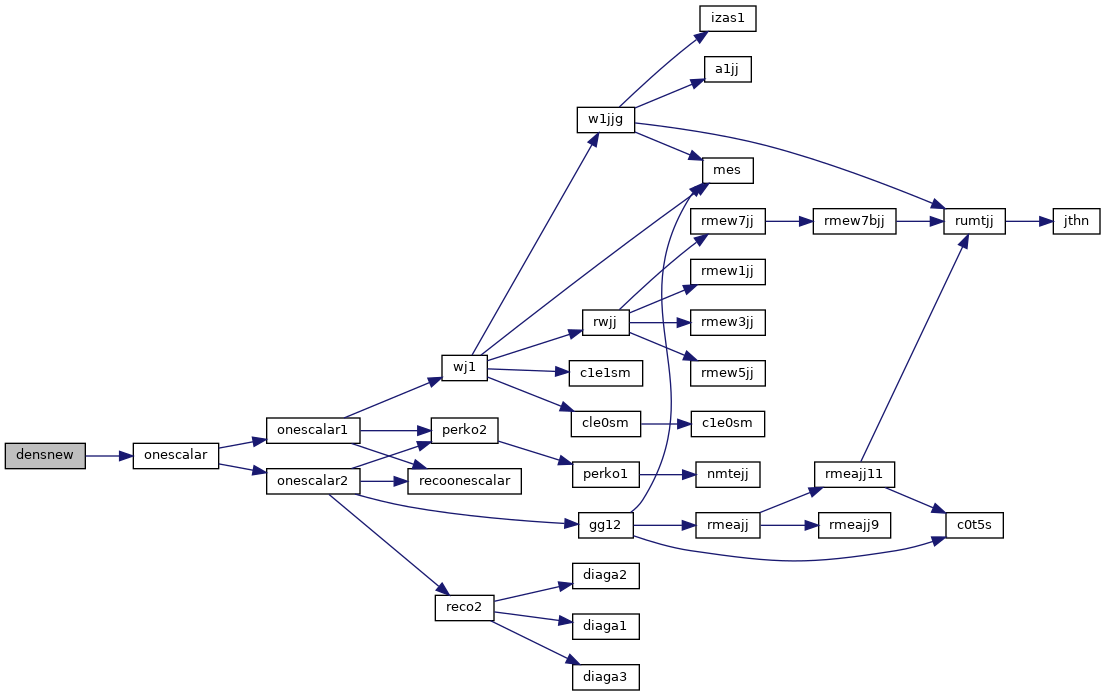 izas1
a1jj
w1jjg
mes
rmew7jj
rmew7bjj
rumtjj
jthn
rmew1jj
rwjj
rmew3jj
wj1
c1e1sm
rmew5jj
onescalar1
perko2
cle0sm
c1e0sm
densnew
onescalar
onescalar2
recoonescalar
perko1
nmtejj
rmeajj11
gg12
rmeajj
rmeajj9
c0t5s
diaga2
reco2
diaga1
diaga3